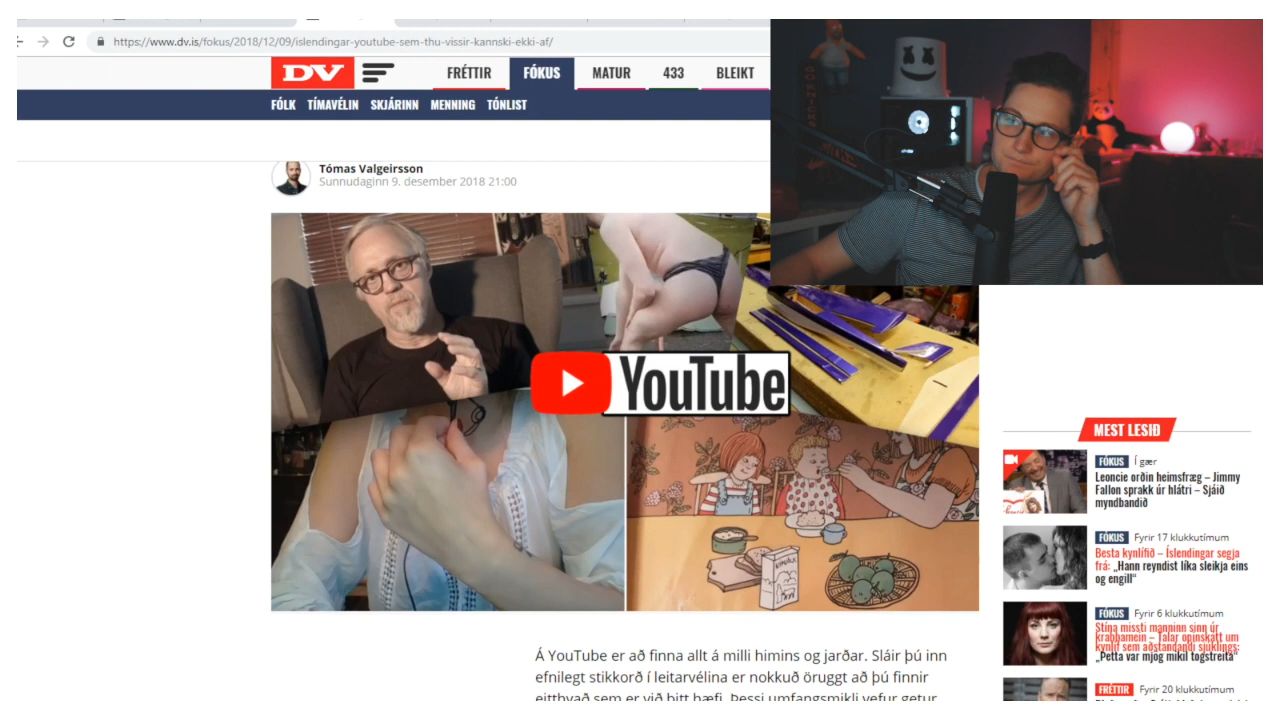 https://www.dv.is/fokus/2018/12/09/islendingar-youtube-sem-thu-vissir-kannski-ekki-af/
DV
FRÉTTIR FÓKUS MATUR 433 BLEIKT
FÓLK TÍMAVÉLIN SKJÁRINN MENNING TÓNLIST
Tómas Valgeirsson
Sunnudaginn 9. desember 2018 21:00
YouTube
Á YouTube er að finna allt á milli himins og jarðar. Sláir þú inn
efnilegt stikkorð í leitarvélina er nokkuð öruggt að þú finnir
eitthvað sem er við þitt hæfi. Þessi umfangsmikli vefur getur
MEST LESIÐ
FÓKUS Í gær
Leoncie orðin heimsfræg – Jimmy
Fallon sprakk úr hlátri – Sjáið
myndbandið
FÓKUS Fyrir 17 klukkutímum
Besta kynlífið – Íslendingar segja
frá: „Hann reyndist líka sleikja eins
og engill“
FÓKUS Fyrir 6 klukkutímum
Stína missti manninn sinn úr
krabbamein – Talar opinskátt um
kynlíf sem aðstandandi sjúklings:
„Þetta var mjög mikil togstreita“
FRÉTTIR Fyrir 20 klukkutímum